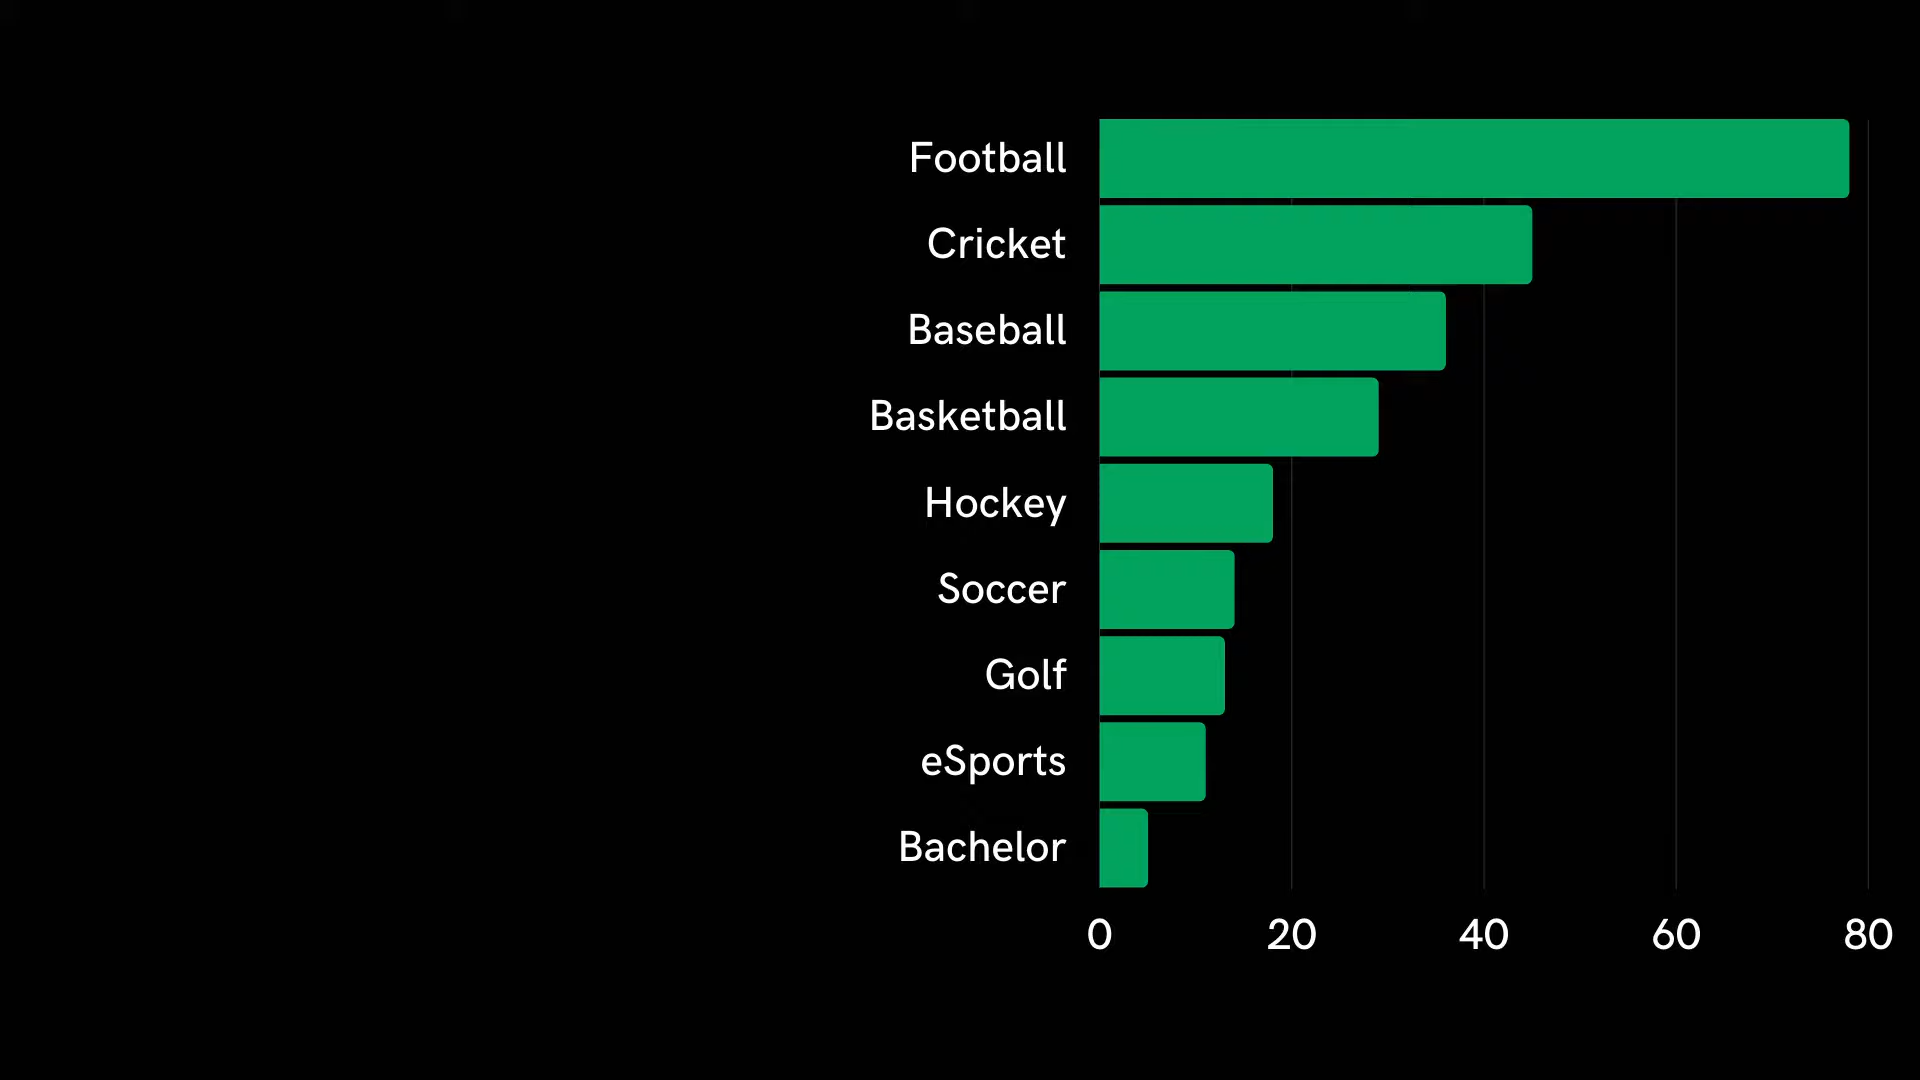 Football
Cricket
Baseball
Basketball
Hockey
Soccer
Golf
eSports
Bachelor
0 20 40 60 80